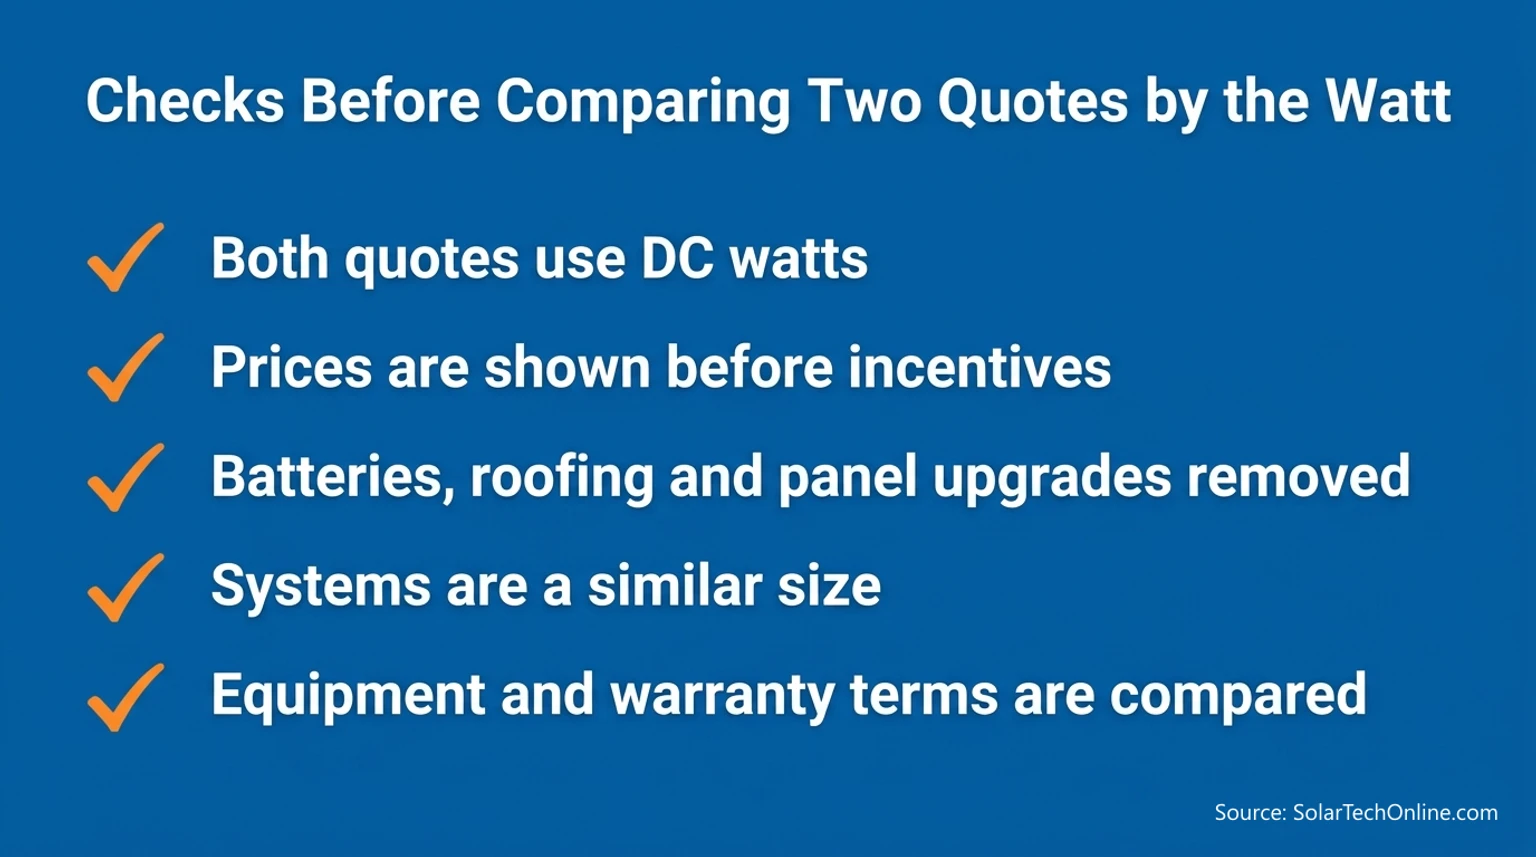 Checks Before Comparing Two Quotes by the Watt
Both quotes use DC watts
Prices are shown before incentives
Batteries, roofing and panel upgrades removed
Systems are a similar size
Equipment and warranty terms are compared
Source: SolarTechOnline.com